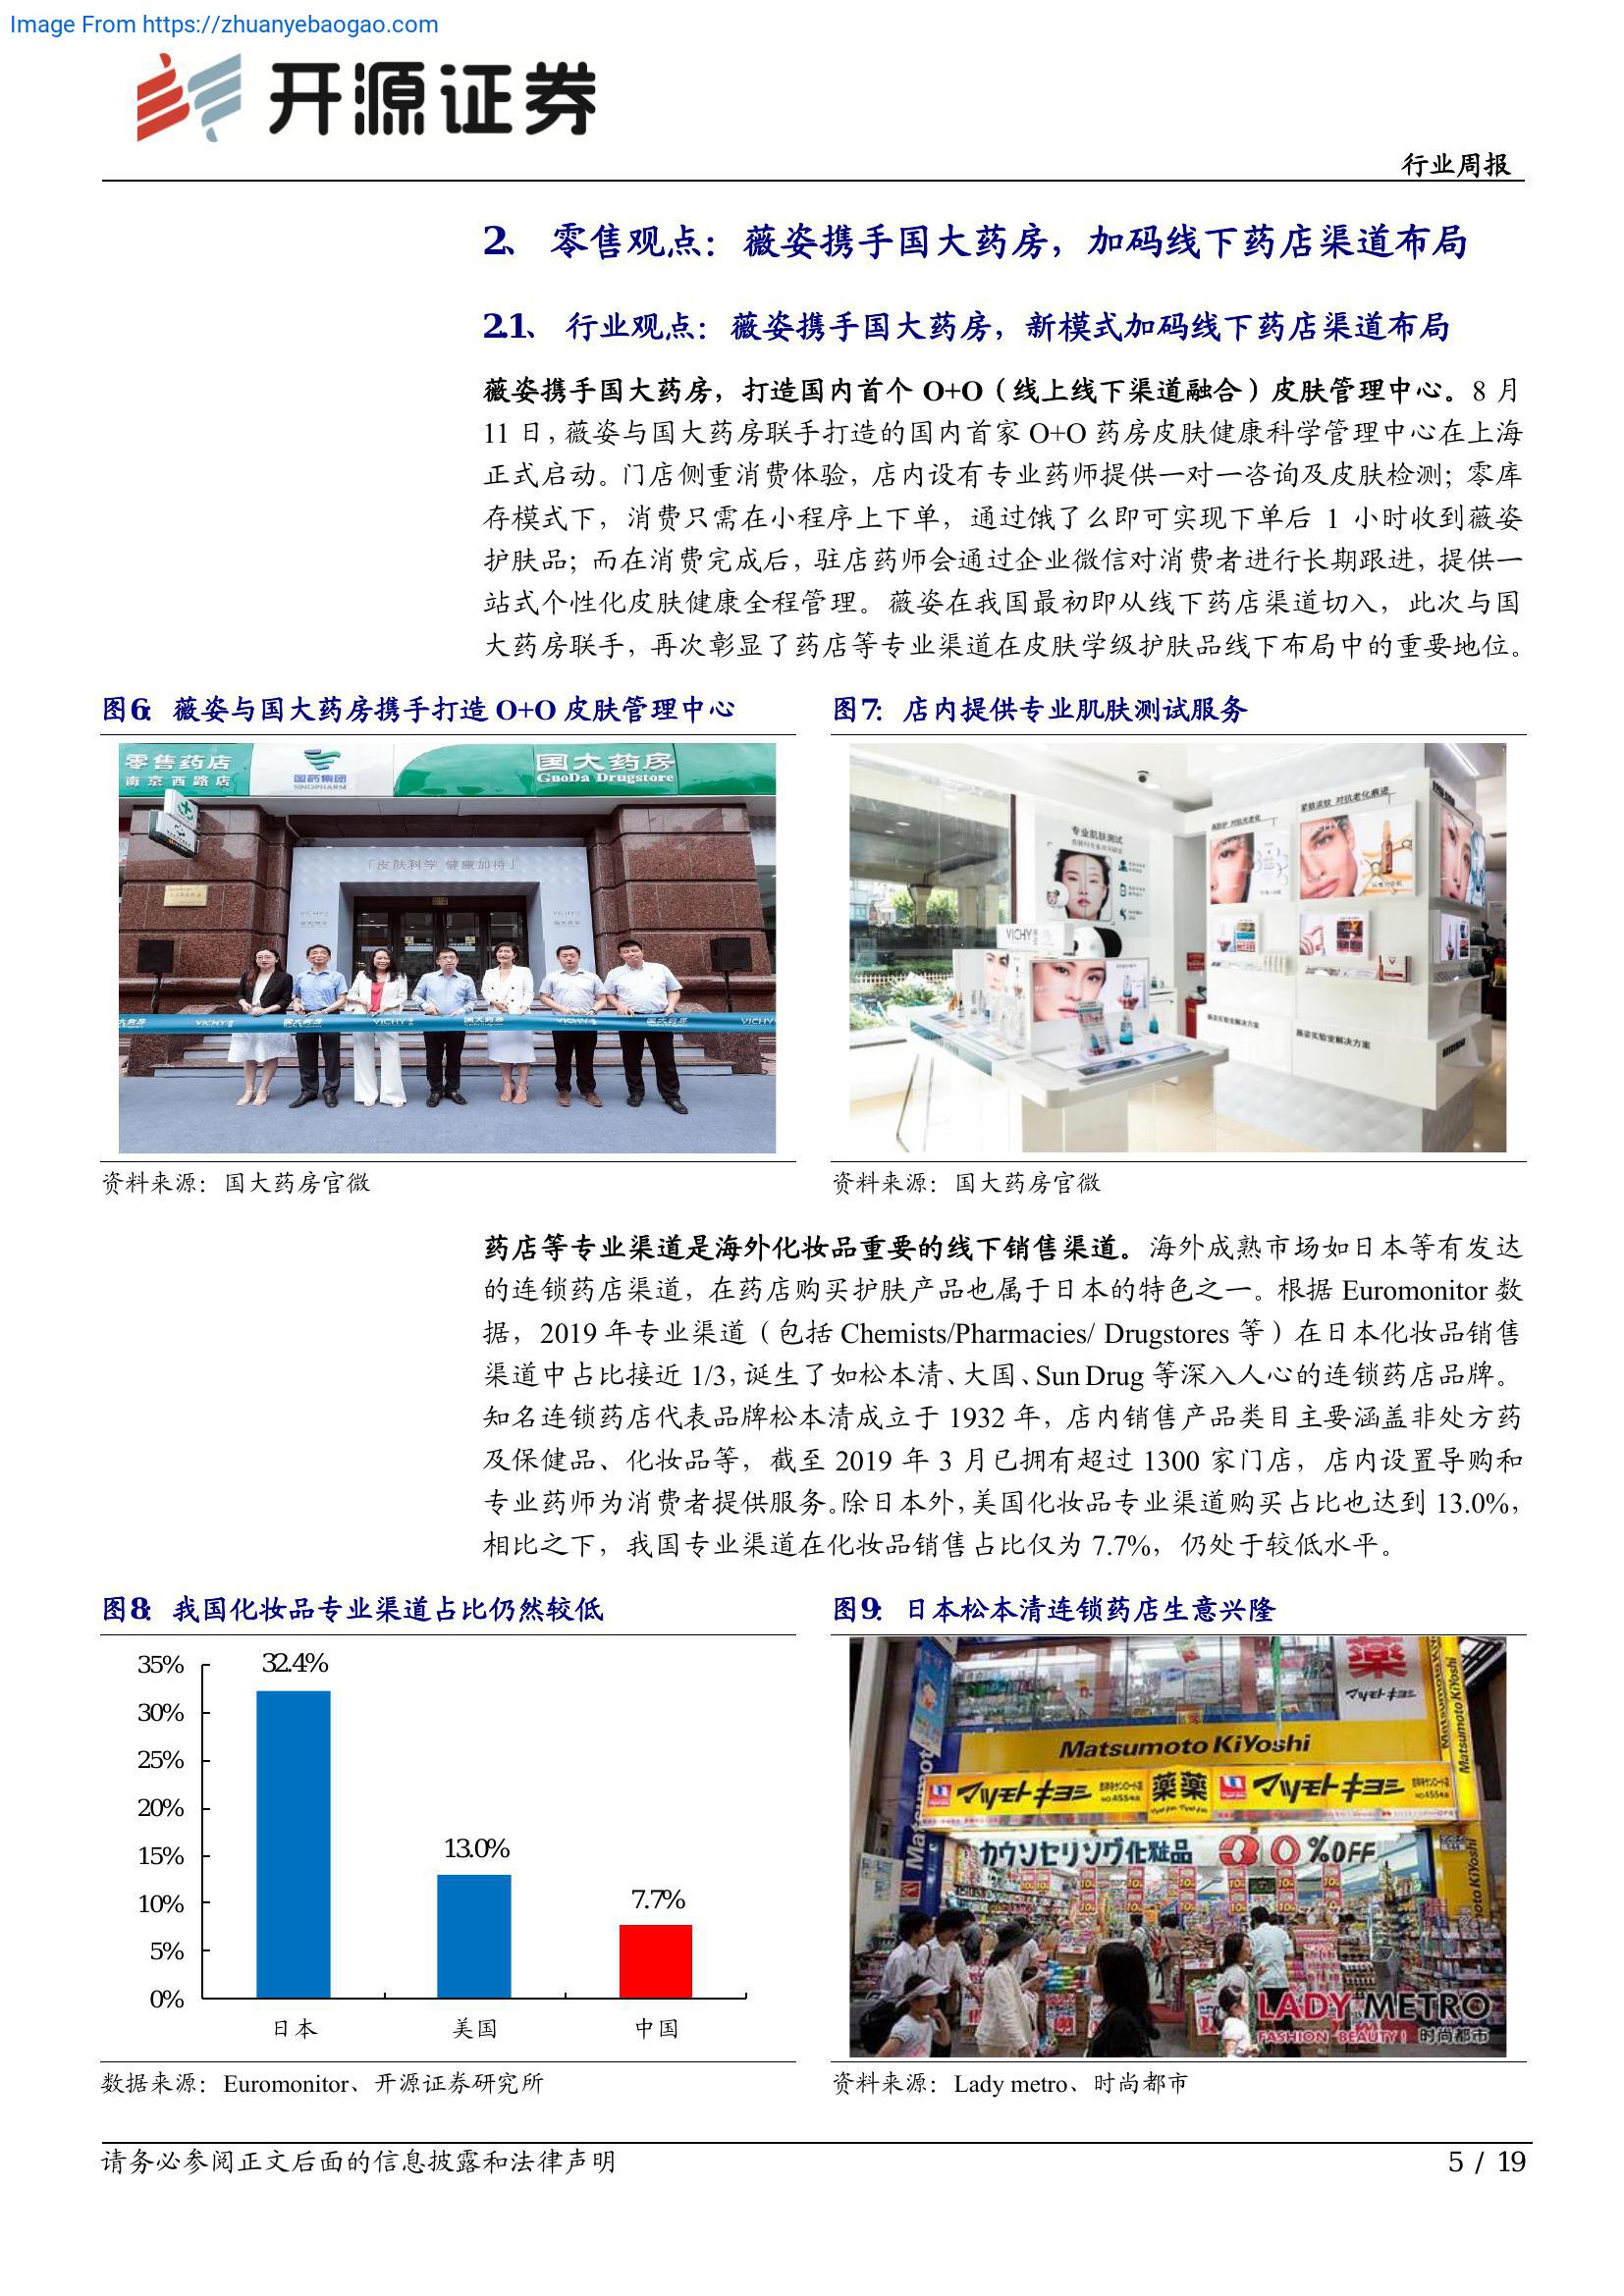 Image From https://zhuanyebaogao.com
开源证券
行业周报
2、 零售观点：薇姿携手国大药房，加码线下药店渠道布局
2.1、 行业观点：薇姿携手国大药房，新模式加码线下药店渠道布局
薇姿携手国大药房，打造国内首个 O+O（线上线下渠道融合）皮肤管理中心。8 月
11 日，薇姿与国大药房联手打造的国内首家 O+O 药房皮肤健康科学管理中心在上海
正式启动。门店侧重消费体验，店内设有专业药师提供一对一咨询及皮肤检测；零库
存模式下，消费只需在小程序上下单，通过饿了么即可实现下单后 1 小时收到薇姿
护肤品；而在消费完成后，驻店药师会通过企业微信对消费者进行长期跟进，提供一
站式个性化皮肤健康全程管理。薇姿在我国最初即从线下药店渠道切入，此次与国
大药房联手，再次彰显了药店等专业渠道在皮肤学级护肤品线下布局中的重要地位。
图6： 薇姿与国大药房携手打造 O+O 皮肤管理中心
零售药店
南京西路店
国药集团
SINOPHARM
国大药房
GuoDa Drugstore
「皮肤科学 健康加持」
VICHY
VICHY
国大药房
VICHY
国大药房
VICHY
国大药房
VICHY
资料来源：国大药房官微
图7： 店内提供专业肌肤测试服务
专业肌肤测试
VICHY
薇姿实验室解决方案
薇姿实验室解决方案
资料来源：国大药房官微
药店等专业渠道是海外化妆品重要的线下销售渠道。海外成熟市场如日本等有发达
的连锁药店渠道，在药店购买护肤产品也属于日本的特色之一。根据 Euromonitor 数
据，2019 年专业渠道（包括 Chemists/Pharmacies/ Drugstores 等）在日本化妆品销售
渠道中占比接近 1/3，诞生了如松本清、大国、Sun Drug 等深入人心的连锁药店品牌。
知名连锁药店代表品牌松本清成立于 1932 年，店内销售产品类目主要涵盖非处方药
及保健品、化妆品等，截至 2019 年 3 月已拥有超过 1300 家门店，店内设置导购和
专业药师为消费者提供服务。除日本外，美国化妆品专业渠道购买占比也达到 13.0%，
相比之下，我国专业渠道在化妆品销售占比仅为 7.7%，仍处于较低水平。
图8： 我国化妆品专业渠道占比仍然较低
35%
30%
25%
20%
15%
10%
5%
0%
32.4%
13.0%
7.7%
日本
美国
中国
数据来源：Euromonitor、开源证券研究所
图9： 日本松本清连锁药店生意兴隆
薬
マツモトキヨシ
Matsumoto KiYoshi
Matsumoto KiYoshi
マツモトキヨシ
薬薬
マツモトキヨシ
カウンセリング化粧品 30%OFF
LADY METRO
FASHION BEAUTY! 时尚都市
资料来源：Lady metro、时尚都市
请务必参阅正文后面的信息披露和法律声明
5 / 19